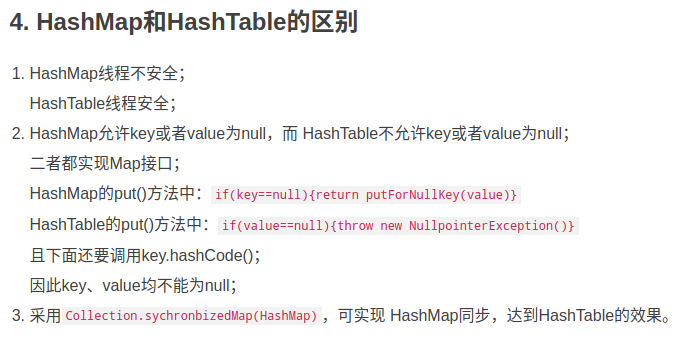 4. HashMap和HashTable的区别
1. HashMap线程不安全；
HashTable线程安全；
2. HashMap允许key或者value为null，而 HashTable不允许key或者value为null；
二者都实现Map接口；
HashMap的put()方法中： if(key==null){return putForNullKey(value)}
HashTable的put()方法中： if(value==null){throw new NullpointerException()}
且下面还要调用key.hashCode()；
因此key、value均不能为null；
3. 采用Collection.sychronbizedMap(HashMap)，可实现 HashMap同步，达到HashTable的效果。